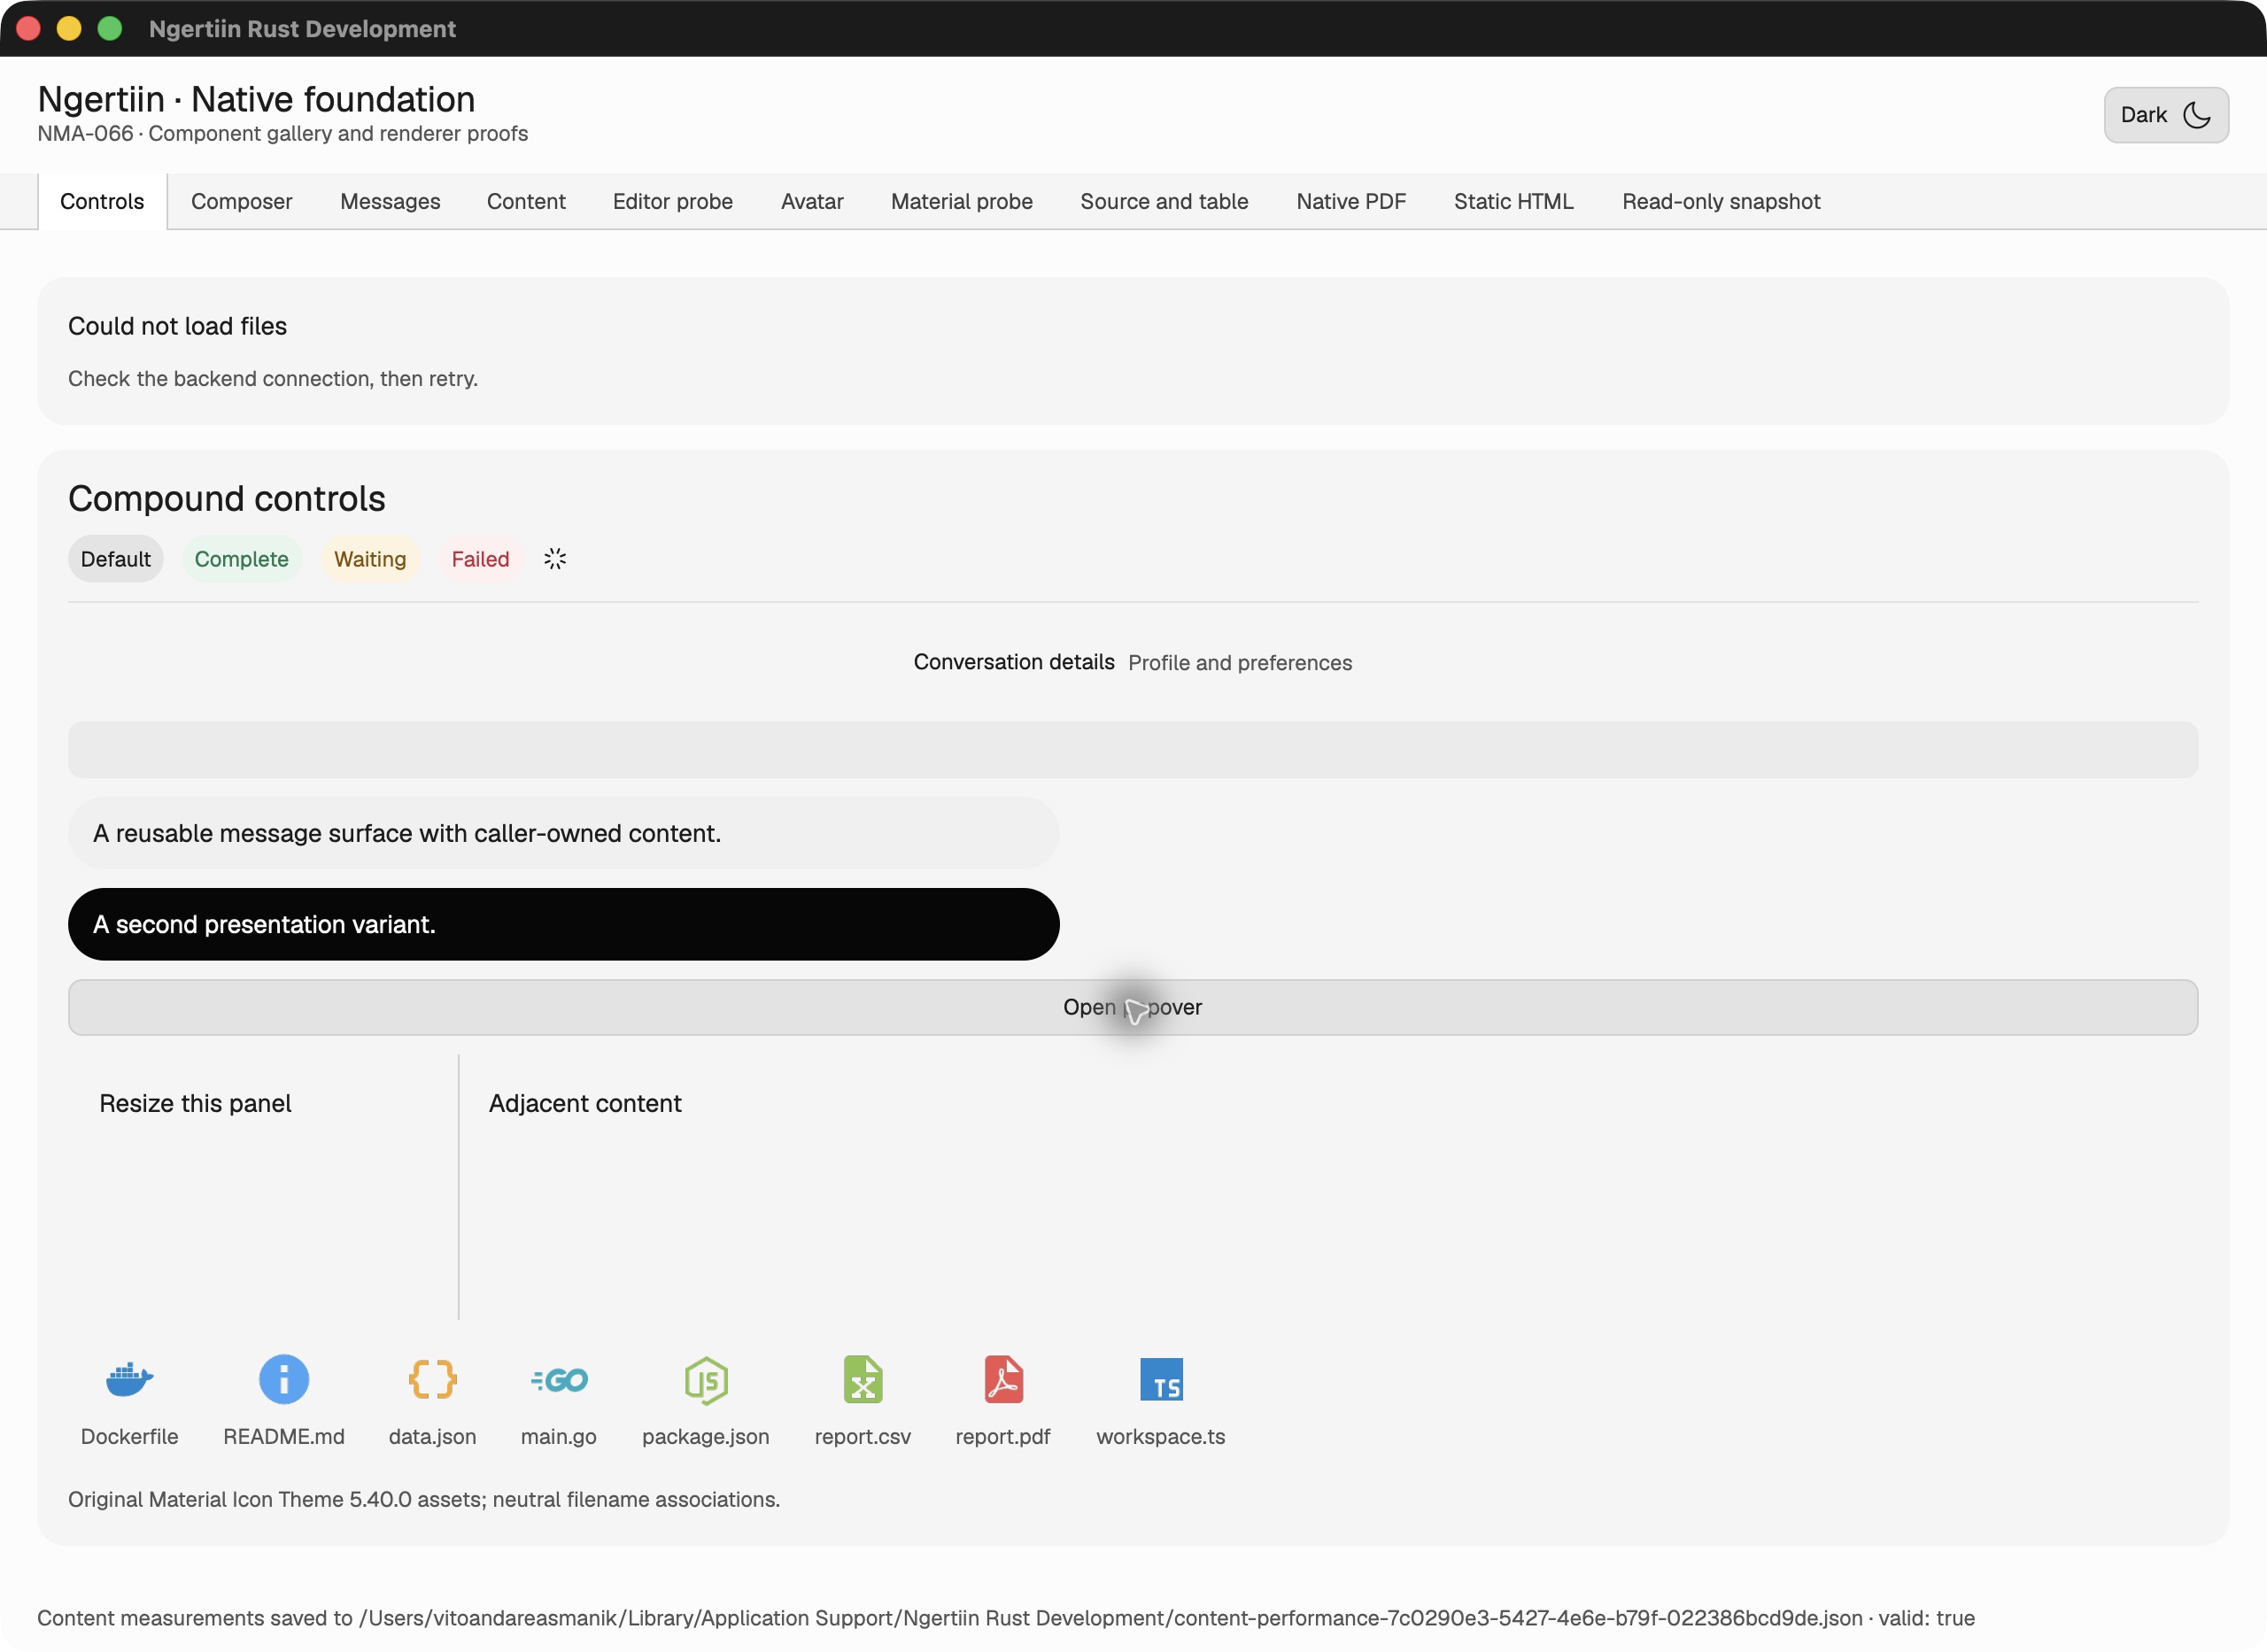 Ngertiin Rust Development
Ngertiin · Native foundation
NMA-066 · Component gallery and renderer proofs
Dark
Controls Composer Messages Content Editor probe Avatar Material probe Source and table Native PDF Static HTML Read-only snapshot
Could not load files
Check the backend connection, then retry.
Compound controls
Default Complete Waiting Failed
Conversation details Profile and preferences
A reusable message surface with caller-owned content.
A second presentation variant.
Open popover
Resize this panel Adjacent content
GO JS TS
Dockerfile README.md data.json main.go package.json report.csv report.pdf workspace.ts
Original Material Icon Theme 5.40.0 assets; neutral filename associations.
Content measurements saved to /Users/vitoandareasmanik/Library/Application Support/Ngertiin Rust Development/content-performance-7c0290e3-5427-4e6e-b79f-022386bcd9de.json · valid: true